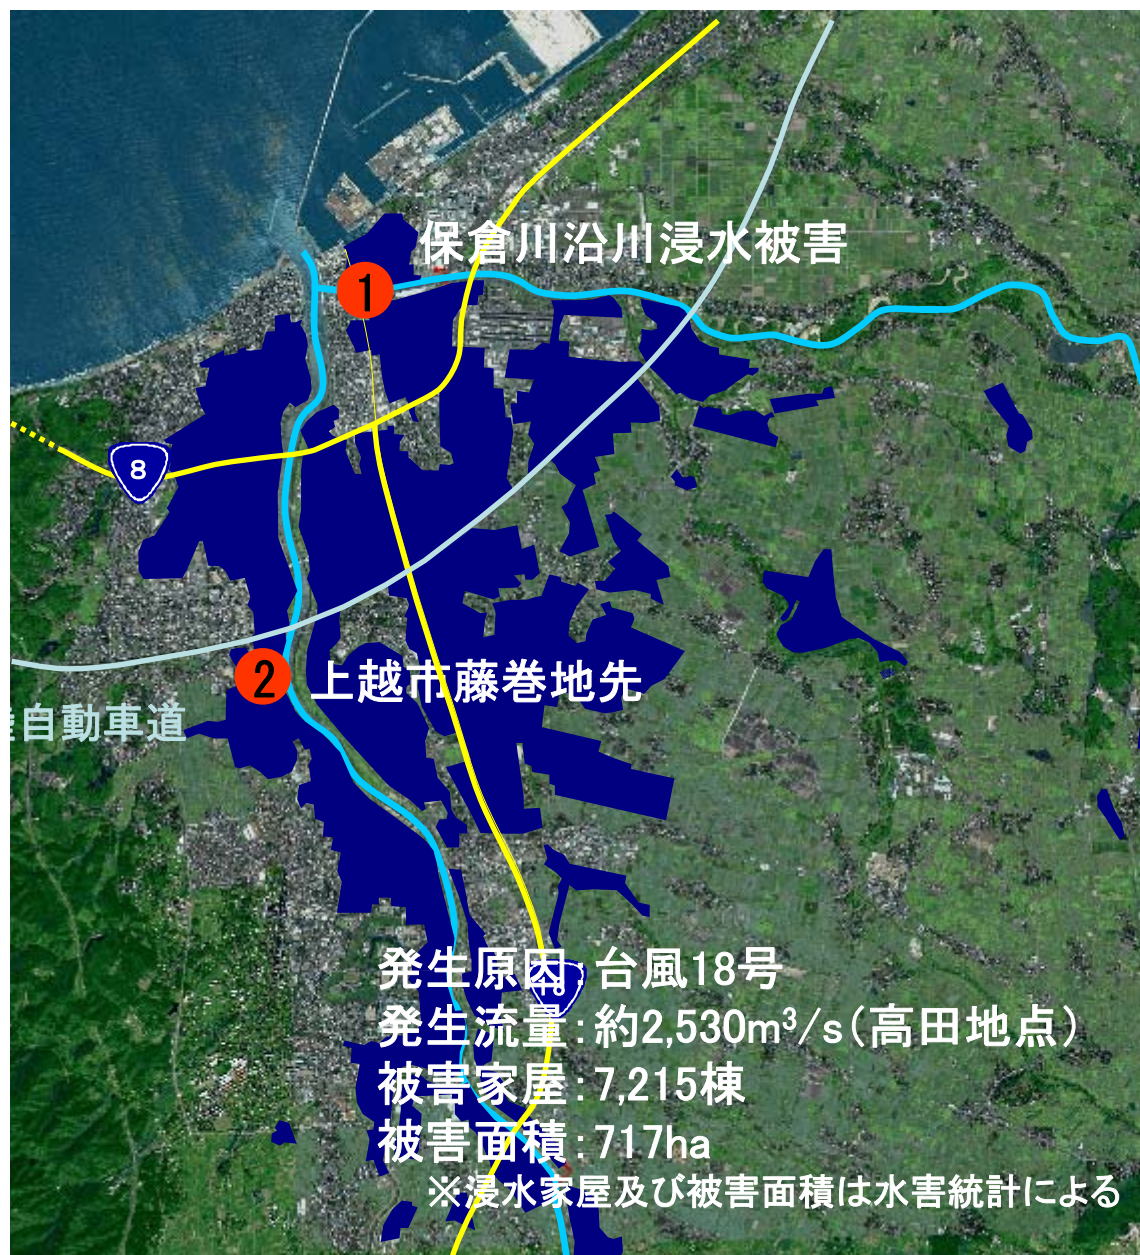 保倉川沿川浸水被害
1
8
2
上越市藤巻地先
自動車道
18
発生原因：台風18号
発生流量：約2,530m³/s（高田地点）
被害家屋：7,215棟
被害面積：717ha
※浸水家屋及び被害面積は水害統計による